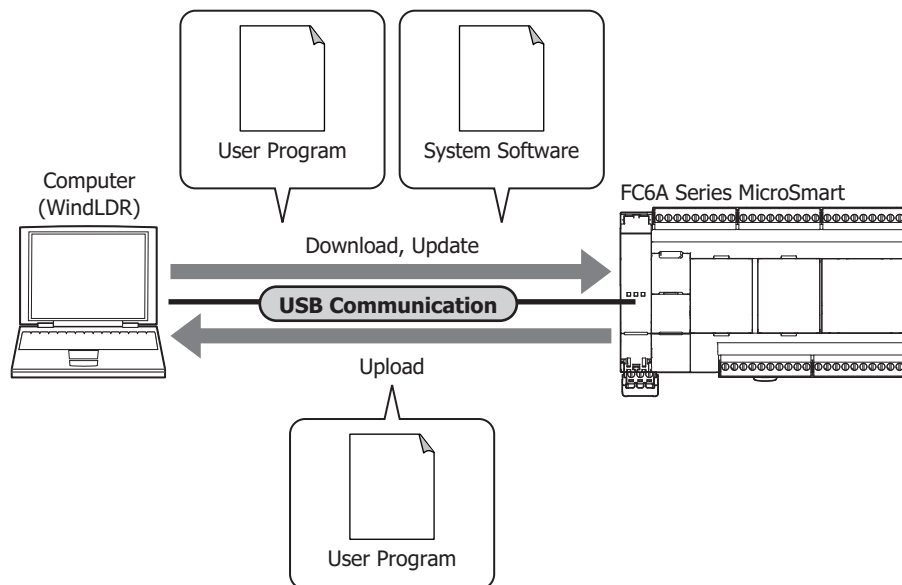 User Program
System Software
Computer
(WindLDR)
FC6A Series MicroSmart
Download, Update
USB Communication
Upload
User Program